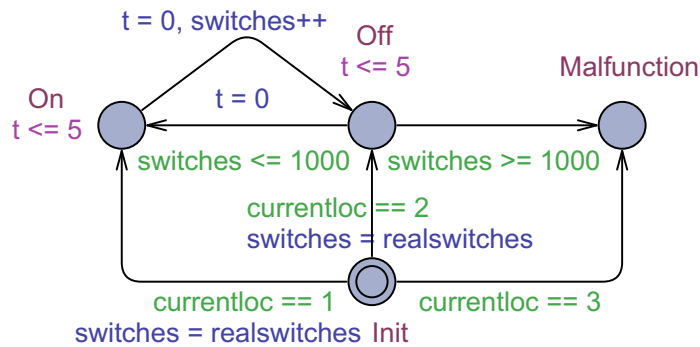 t = 0, switches++
Off
t <= 5
Malfunction
On
t <= 5
t = 0
switches <= 1000
switches >= 1000
currentloc == 2
switches = realswitches
currentloc == 1
currentloc == 3
switches = realswitches
Init